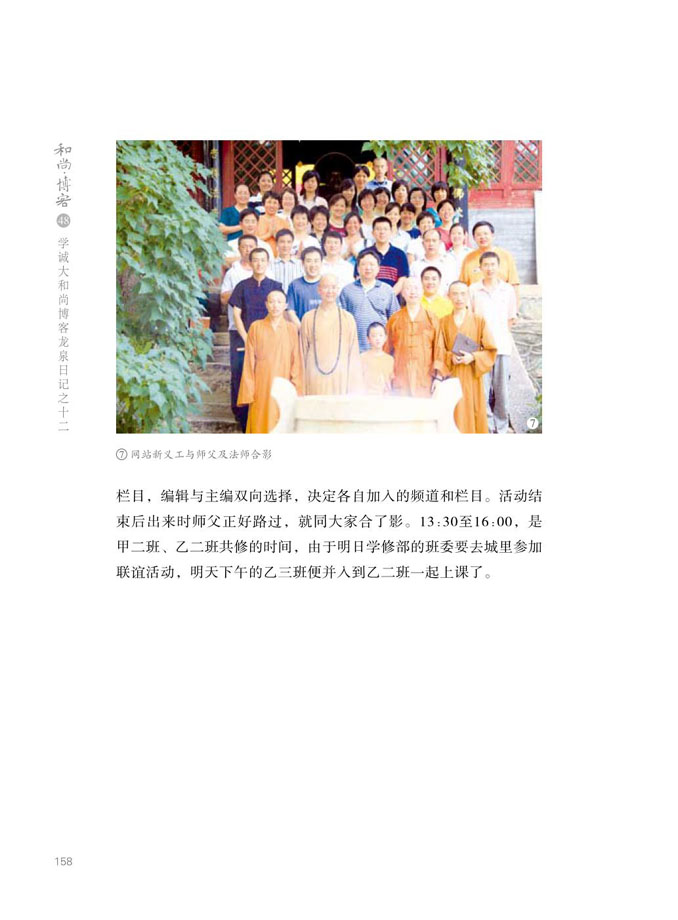 和尚·博客
48
学诚大和尚博客龙泉日记之十二
7
⑦ 网站新义工与师父及法师合影
栏目，编辑与主编双向选择，决定各自加入的频道和栏目。活动结
束后出来时师父正好路过，就同大家合了影。13:30至16:00，是
甲二班、乙二班共修的时间，由于明日学修部的班委要去城里参加
联谊活动，明天下午的乙三班便并入到乙二班一起上课了。
158